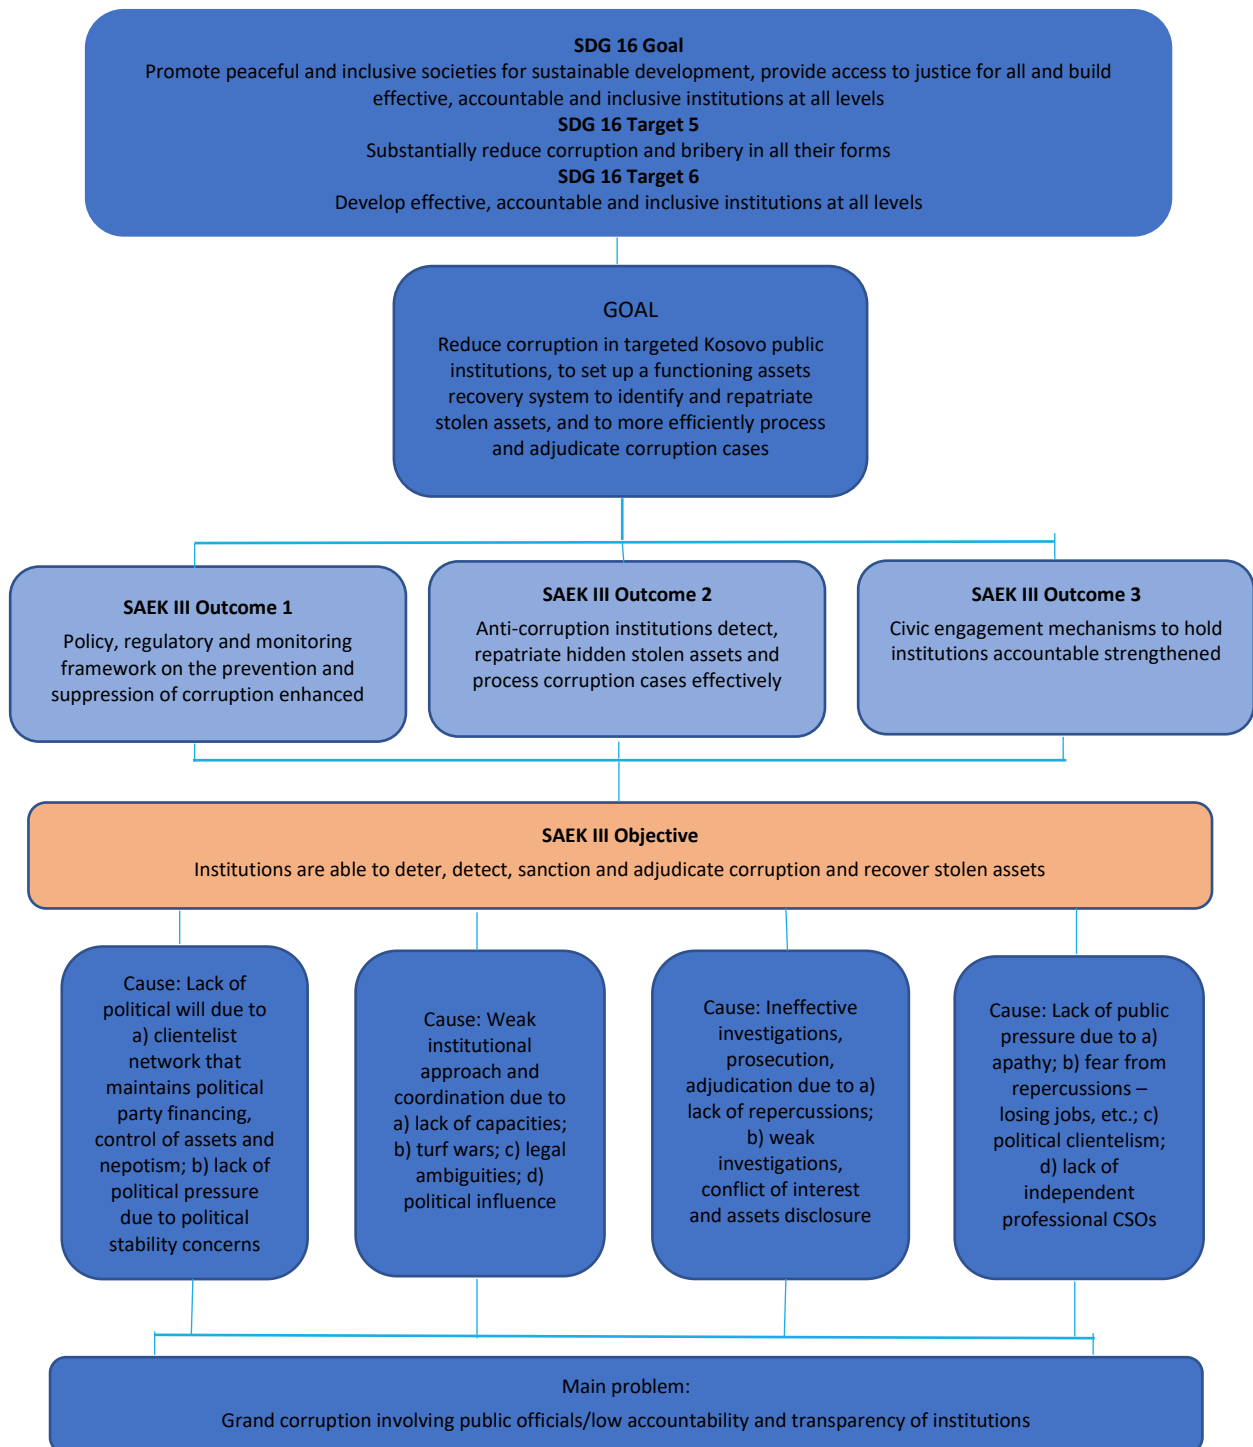 SDG 16 Goal
Promote peaceful and inclusive societies for sustainable development, provide access to justice for all and build
effective, accountable and inclusive institutions at all levels
SDG 16 Target 5
Substantially reduce corruption and bribery in all their forms
SDG 16 Target 6
Develop effective, accountable and inclusive institutions at all levels
GOAL
Reduce corruption in targeted Kosovo public
institutions, to set up a functioning assets
recovery system to identify and repatriate
stolen assets, and to more efficiently process
and adjudicate corruption cases
SAEK III Outcome 1
Policy, regulatory and monitoring
framework on the prevention and
suppression of corruption enhanced
SAEK III Outcome 2
Anti-corruption institutions detect,
repatriate hidden stolen assets and
process corruption cases effectively
SAEK III Outcome 3
Civic engagement mechanisms to hold
institutions accountable strengthened
SAEK III Objective
Institutions are able to deter, detect, sanction and adjudicate corruption and recover stolen assets
Cause: Lack of
political will due to
a) clientelist
network that
maintains political
party financing,
control of assets and
nepotism; b) lack of
political pressure
due to political
stability concerns
Cause: Weak
institutional
approach and
coordination due to
a) lack of capacities;
b) turf wars; c) legal
ambiguities; d)
political influence
Cause: Ineffective
investigations,
prosecution,
adjudication due to a)
lack of repercussions;
b) weak
investigations,
conflict of interest
and assets disclosure
Cause: Lack of public
pressure due to a)
apathy; b) fear from
repercussions –
losing jobs, etc.; c)
political clientelism;
d) lack of
independent
professional CSOs
Main problem:
Grand corruption involving public officials/low accountability and transparency of institutions